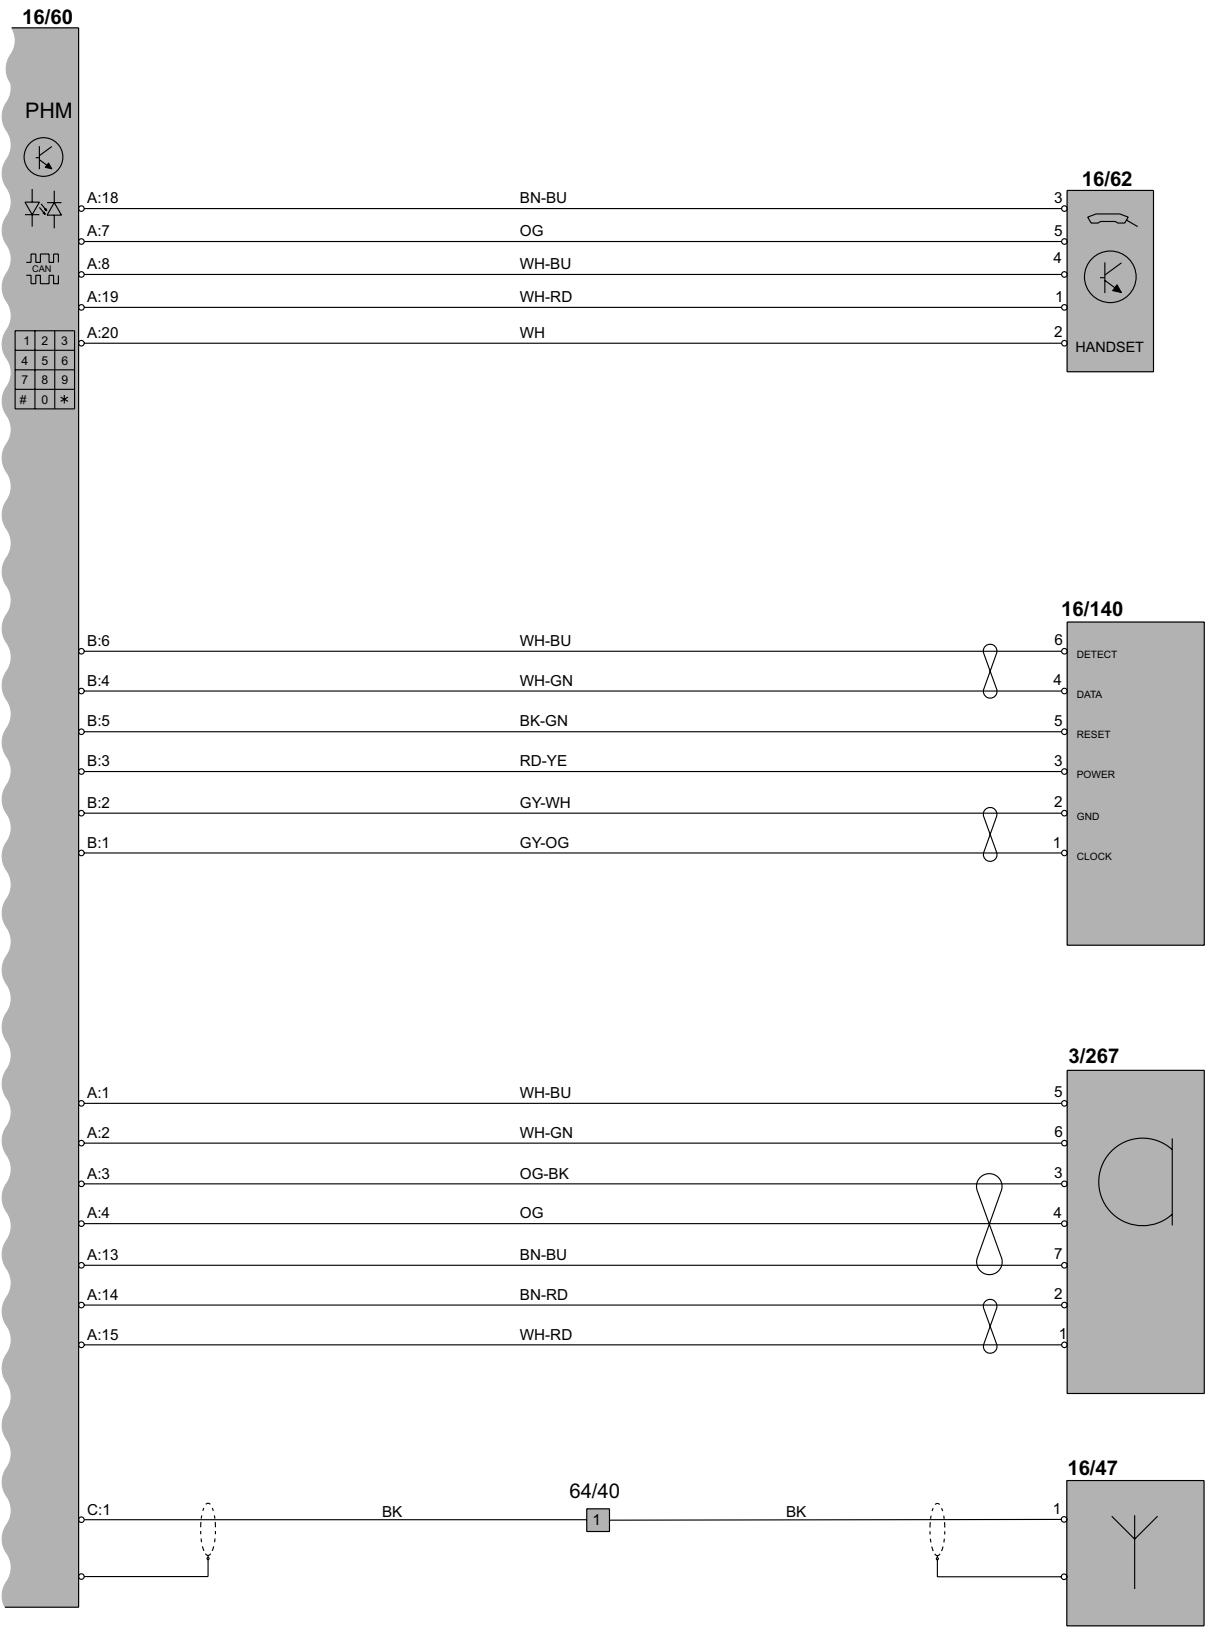 16/60
PHM
CAN
1 2 3
4 5 6
7 8 9
# 0 *
16/62
A:18 BN-BU 3
A:7 OG 5
A:8 WH-BU 4
A:19 WH-RD 1
A:20 WH 2
HANDSET
16/140
B:6 WH-BU 6 DETECT
B:4 WH-GN 4 DATA
B:5 BK-GN 5 RESET
B:3 RD-YE 3 POWER
B:2 GY-WH 2 GND
B:1 GY-OG 1 CLOCK
3/267
A:1 WH-BU 5
A:2 WH-GN 6
A:3 OG-BK 3
A:4 OG 4
A:13 BN-BU 7
A:14 BN-RD 2
A:15 WH-RD 1
16/47
64/40
C:1 BK 1 BK 1